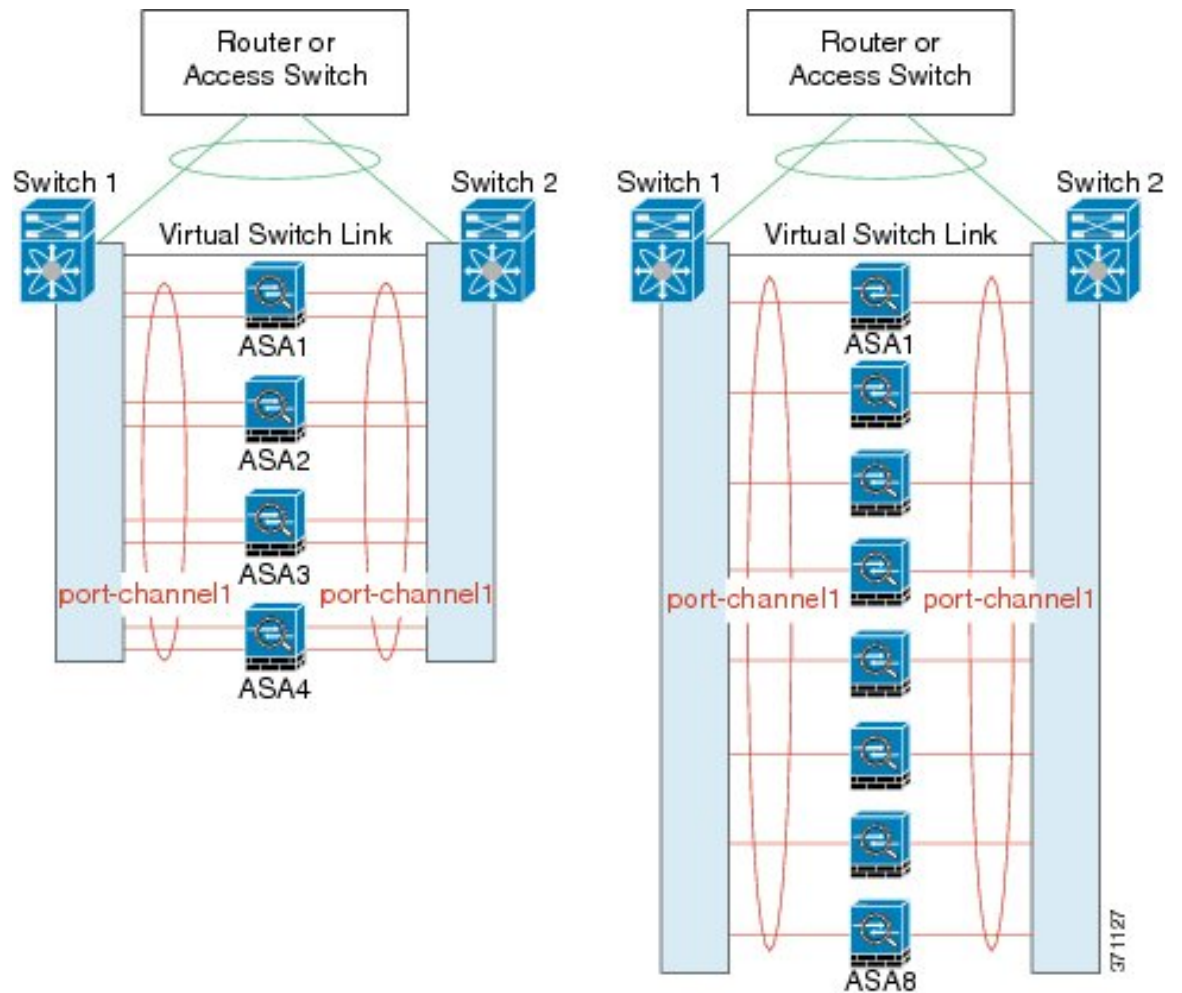 Router or
Access Switch
Switch 1
Switch 2
Virtual Switch Link
ASA1
ASA2
ASA3
port-channel1
port-channel1
ASA4
Router or
Access Switch
Switch 1
Switch 2
Virtual Switch Link
ASA1
port-channel1
port-channel1
ASA8
371127